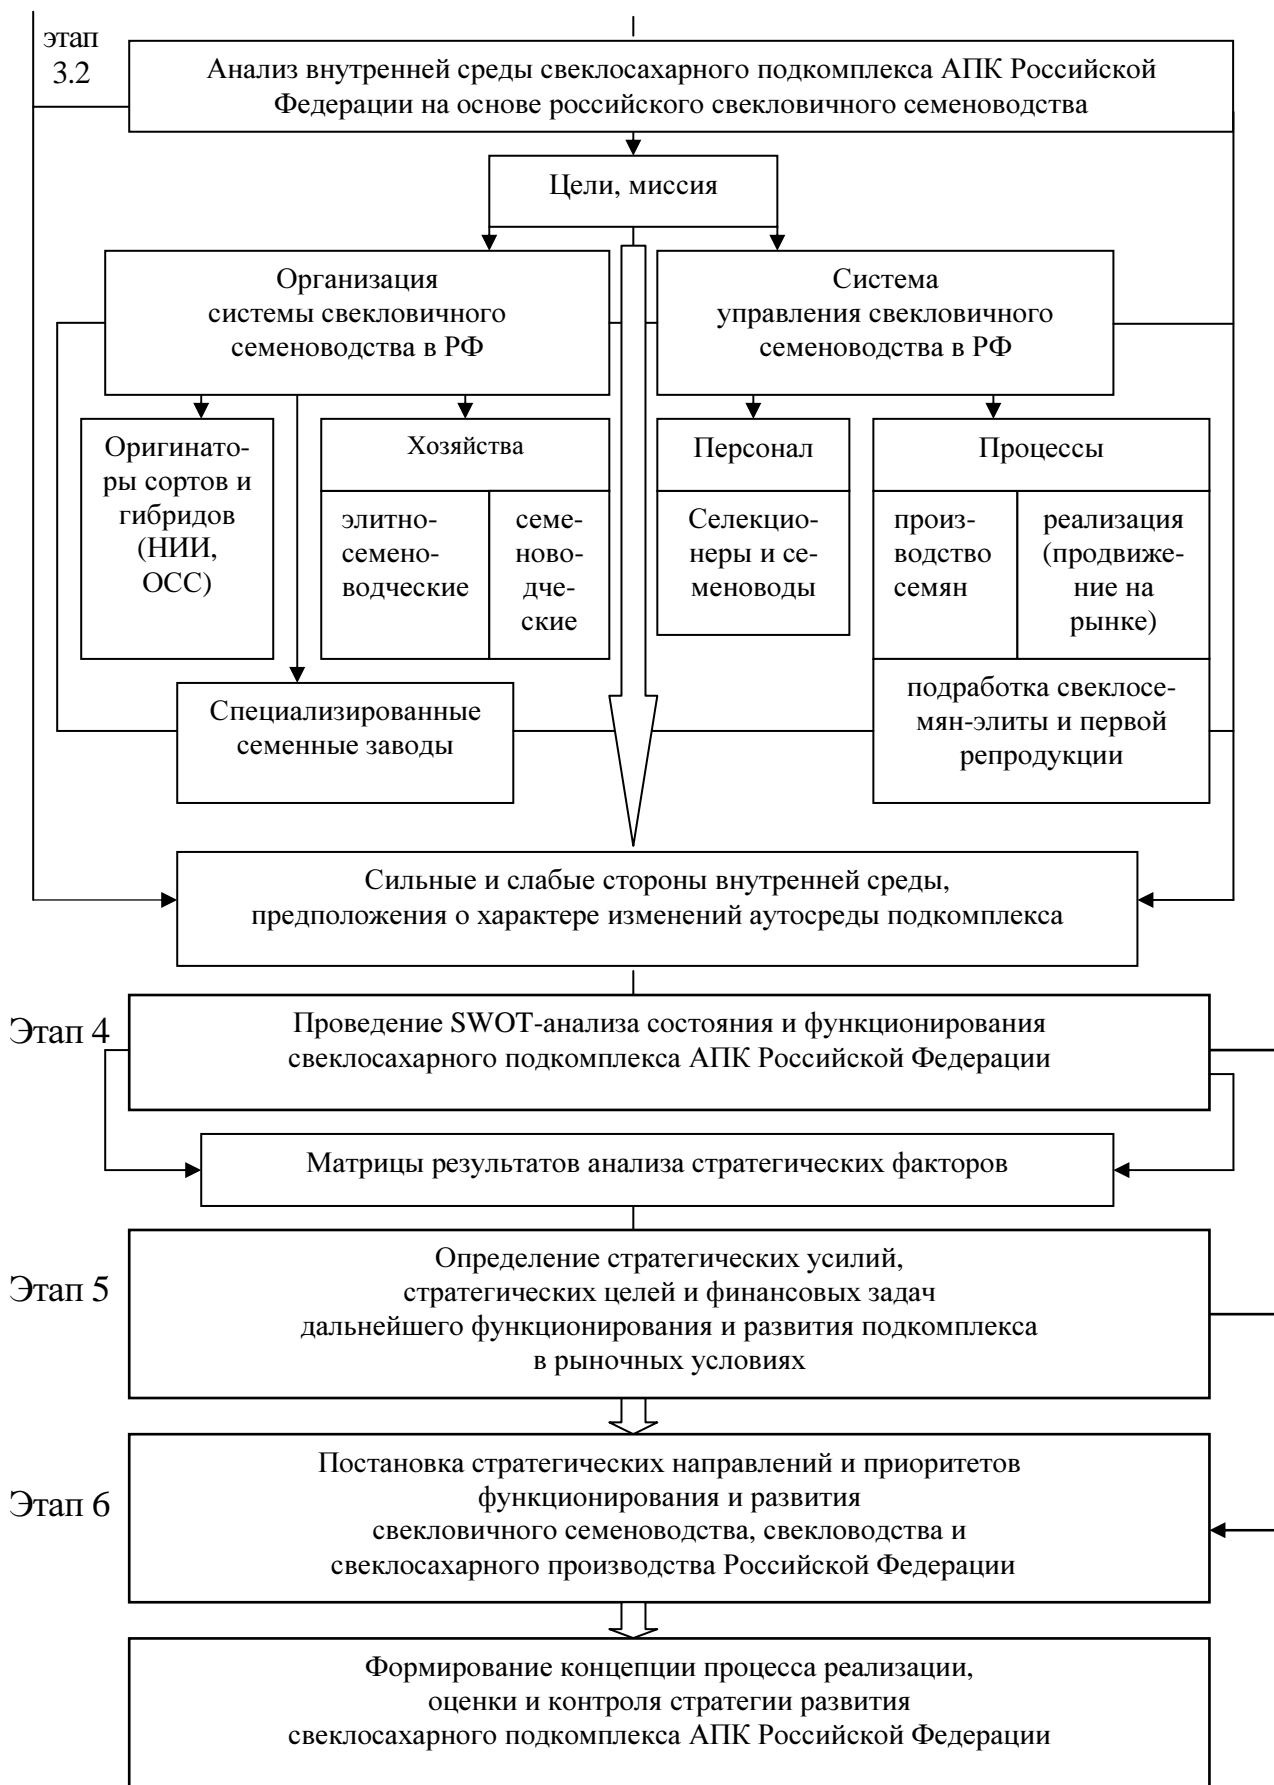 этап
3.2
Анализ внутренней среды свеклосахарного подкомплекса АПК Российской
Федерации на основе российского свекловичного семеноводства
Цели, миссия
Организация
системы свекловичного
семеноводства в РФ
Система
управления свекловичного
семеноводства в РФ
Оригинато-
ры сортов и
гибридов
(НИИ,
ОСС)
Хозяйства
элитно-
семено-
водческие
семе-
ново-
дче-
ские
Персонал
Селекцио-
неры и се-
меноводы
Процессы
произ-
водство
семян
реализация
(продвиже-
ние на
рынке)
Специализированные
семенные заводы
подработка свеклосе-
мян-элиты и первой
репродукции
Сильные и слабые стороны внутренней среды,
предположения о характере изменений аутосреды подкомплекса
Этап 4
Проведение SWOT-анализа состояния и функционирования
свеклосахарного подкомплекса АПК Российской Федерации
Матрицы результатов анализа стратегических факторов
Этап 5
Определение стратегических усилий,
стратегических целей и финансовых задач
дальнейшего функционирования и развития подкомплекса
в рыночных условиях
Этап 6
Постановка стратегических направлений и приоритетов
функционирования и развития
свекловичного семеноводства, свекловодства и
свеклосахарного производства Российской Федерации
Формирование концепции процесса реализации,
оценки и контроля стратегии развития
свеклосахарного подкомплекса АПК Российской Федерации